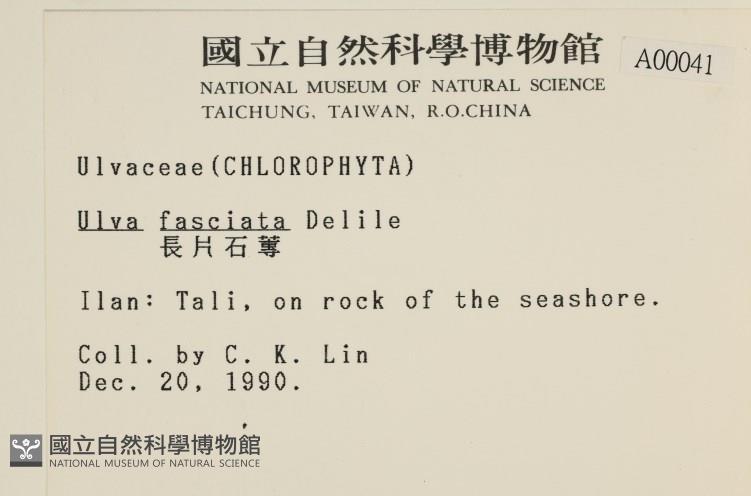 國立自然科學博物館
A00041
NATIONAL MUSEUM OF NATURAL SCIENCE
TAICHUNG, TAIWAN, R.O.CHINA
Ulvaceae(CHLOROPHYTA)
Ulva fasciata Delile
長片石蓴
Ilan: Tali, on rock of the seashore.
Coll. by C. K. Lin
Dec. 20, 1990.
國立自然科學博物館
NATIONAL MUSEUM OF NATURAL SCIENCE